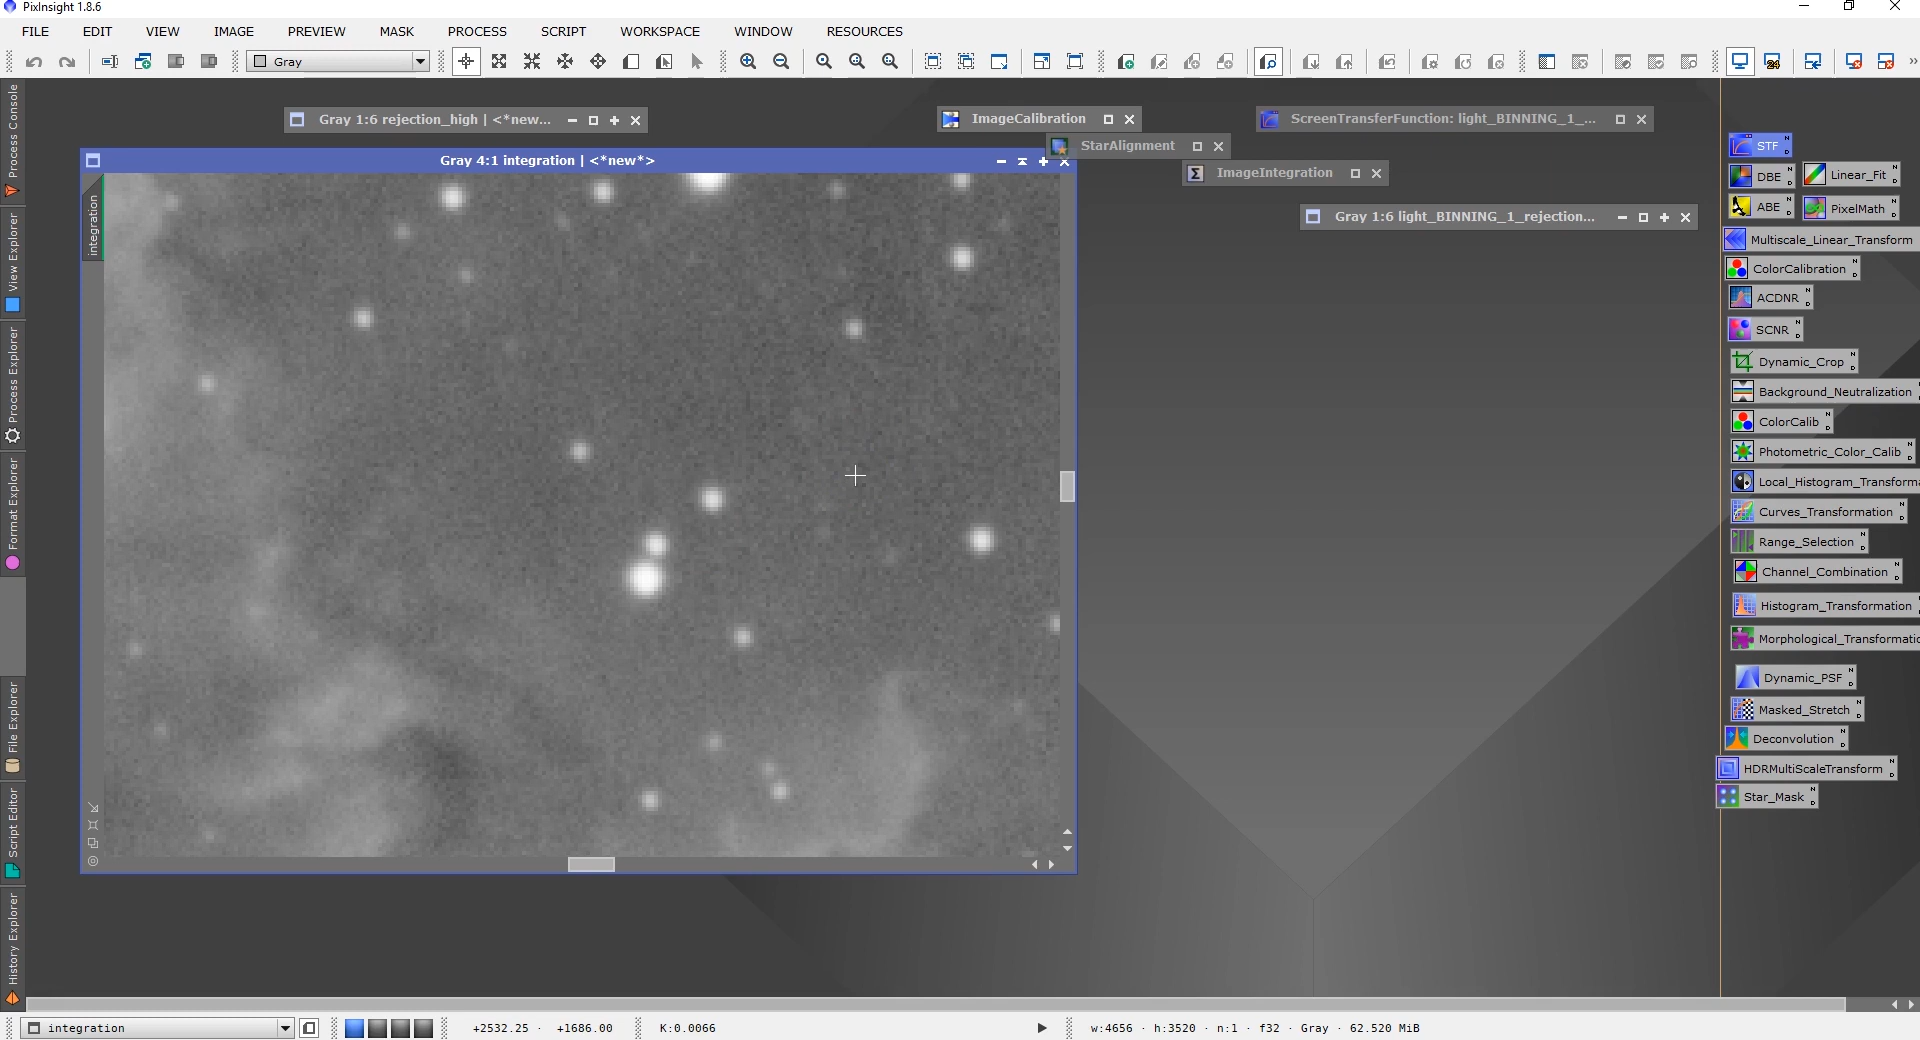 PixInsight 1.8.6
FILE EDIT VIEW IMAGE PREVIEW MASK PROCESS SCRIPT WORKSPACE WINDOW RESOURCES
Gray
24
Process Console
View Explorer
Process Explorer
Format Explorer
File Explorer
Script Editor
History Explorer
Gray 1:6 rejection_high | <*new...
ImageCalibration
ScreenTransferFunction: light_BINNING_1_...
StarAlignment
Gray 4:1 integration | <*new*>
ImageIntegration
Gray 1:6 light_BINNING_1_rejection...
integration
STF
DBE
Linear_Fit
ABE
PixelMath
Multiscale_Linear_Transform
ColorCalibration
ACDNR
SCNR
Dynamic_Crop
Background_Neutralization
ColorCalib
Photometric_Color_Calib
Local_Histogram_Transforma
Curves_Transformation
Range_Selection
Channel_Combination
Histogram_Transformation
Morphological_Transformatic
Dynamic_PSF
Masked_Stretch
Deconvolution
HDRMultiScaleTransform
Star_Mask
integration
+2532.25 · +1686.00
K:0.0066
w:4656 · h:3520 · n:1 · f32 · Gray · 62.520 MiB